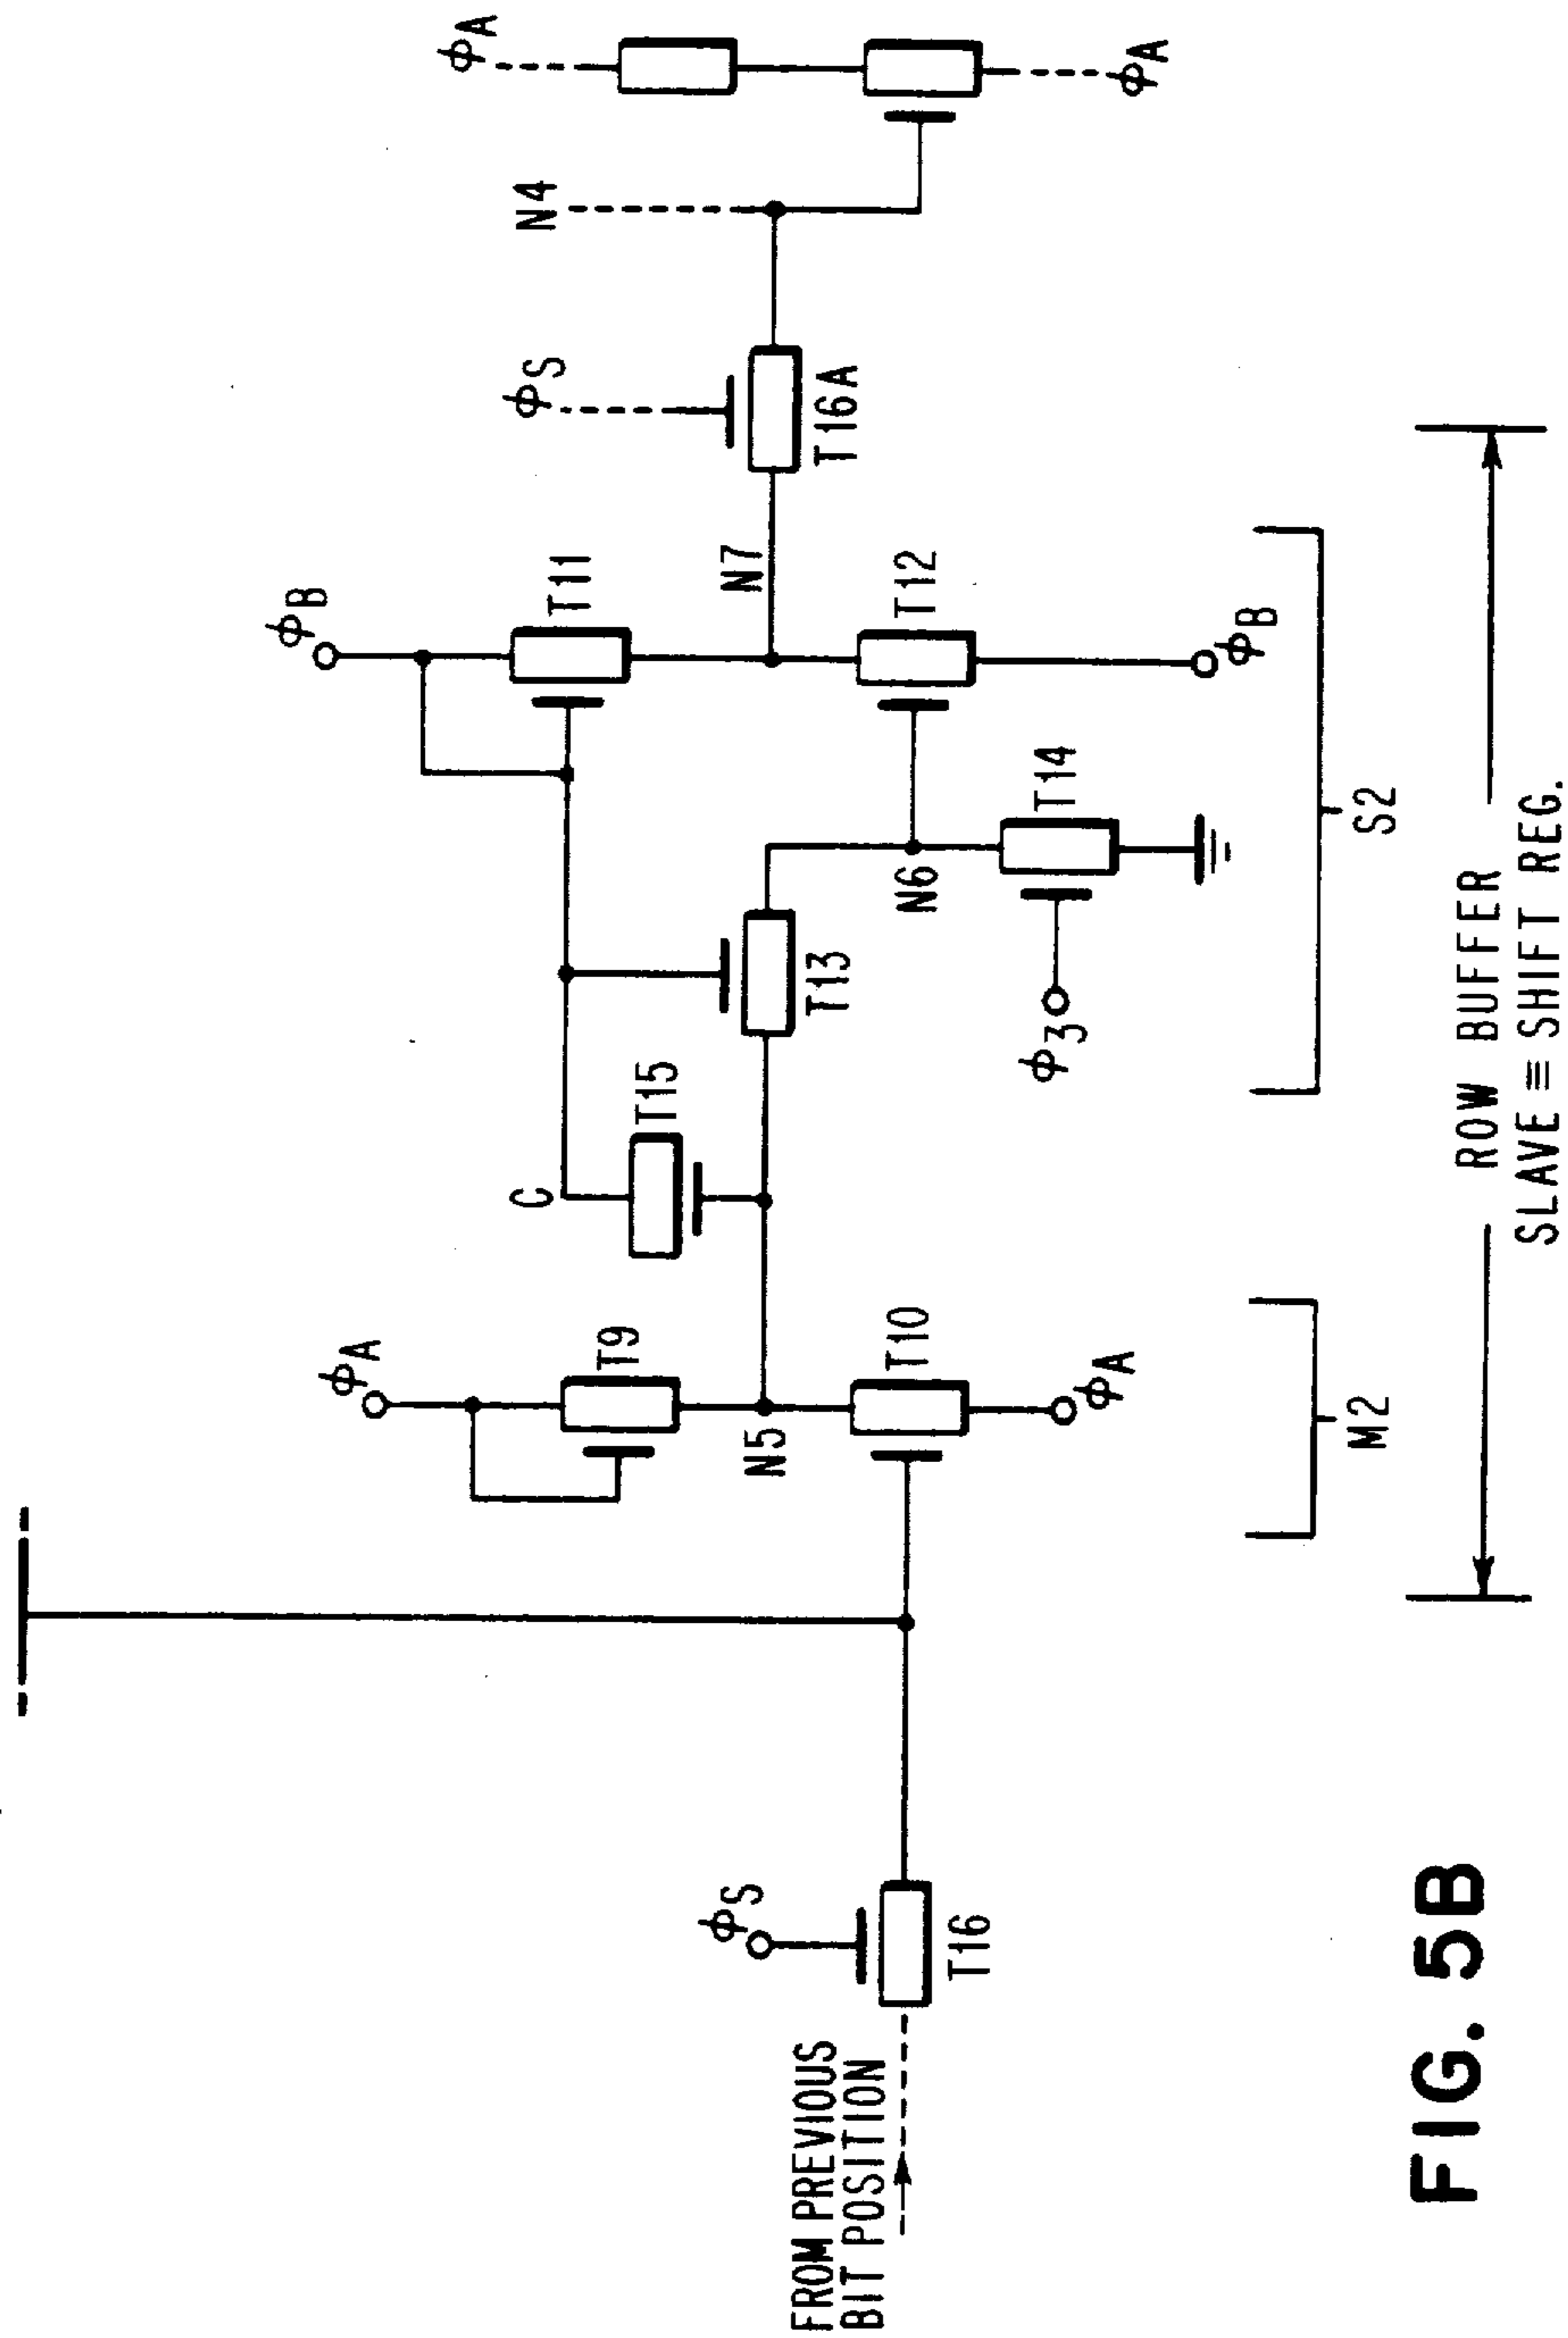 ϕA
N4
ϕS
ϕA
T16A
ϕB
T11
N7
T12
ϕB
T13
N6
T14
ϕ3
C
T15
S2
ϕA
T9
N5
T10
ϕA
M2
ROW BUFFER
SLAVE ≡ SHIFT REG.
ϕS
T16
FROM PREVIOUS
BIT POSITION
FIG. 5B